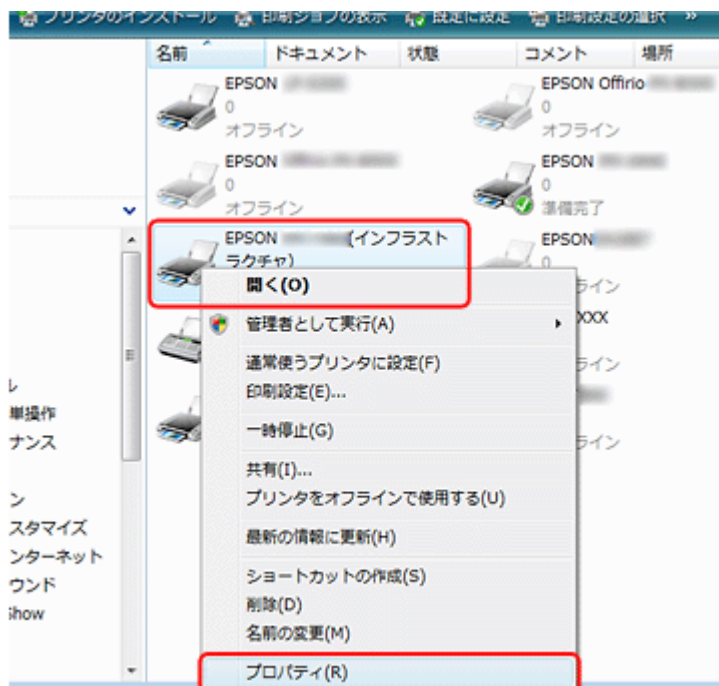 プリンタのインストール 印刷ジョブの表示 既定に設定 印刷設定の選択 »
名前 ドキュメント 状態 コメント 場所
EPSON
0
オフライン
EPSON Offirio
0
オフライン
EPSON
0
オフライン
EPSON
0
準備完了
EPSON (インフラスト
ラクチャ)
EPSON
0
ライン
XXX
ライン
ライン
開く(O)
管理者として実行(A)
通常使うプリンタに設定(F)
印刷設定(E)...
一時停止(G)
共有(I)...
プリンタをオフラインで使用する(U)
最新の情報に更新(H)
ショートカットの作成(S)
削除(D)
名前の変更(M)
プロパティ(R)
ル
単操作
ナンス
ン
スタマイズ
ンターネット
ウンド
Show